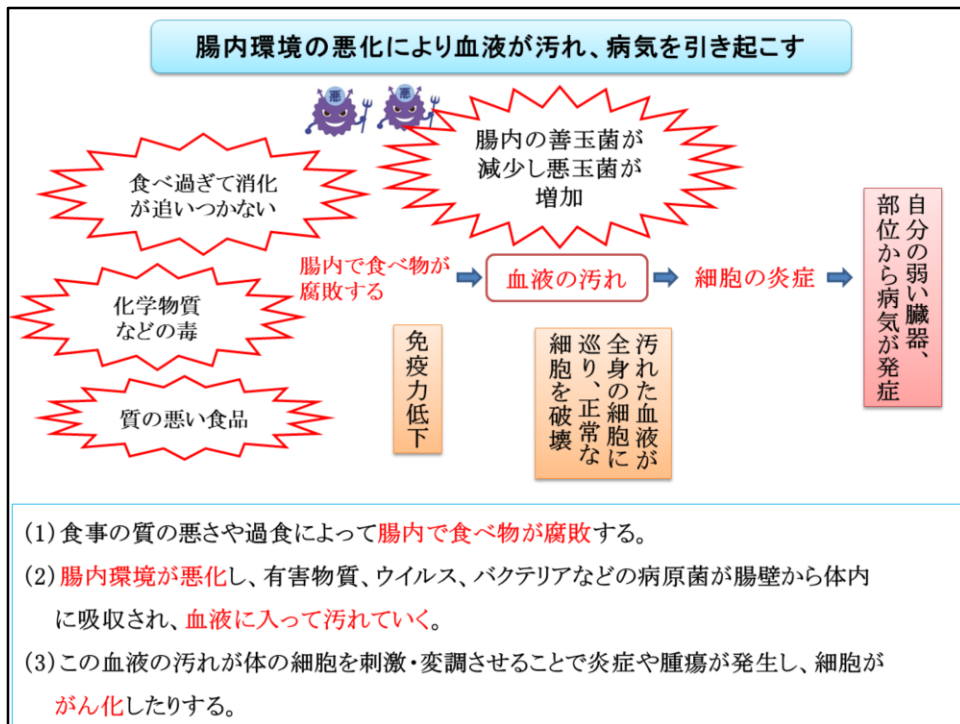 腸内環境の悪化により血液が汚れ、病気を引き起こす
悪
悪
腸内の善玉菌が
減少し悪玉菌が
増加
食べ過ぎて消化
が追いつかない
化学物質
などの毒
質の悪い食品
腸内で食べ物が
腐敗する
血液の汚れ
細胞の炎症
自分の弱い臓器、
部位から病気が発症
免疫力低下
汚れた血液が
全身の細胞に
巡り、正常な
細胞を破壊
(1) 食事の質の悪さや過食によって腸内で食べ物が腐敗する。
(2) 腸内環境が悪化し、有害物質、ウイルス、バクテリアなどの病原菌が腸壁から体内
に吸収され、血液に入って汚れていく。
(3) この血液の汚れが体の細胞を刺激・変調させることで炎症や腫瘍が発生し、細胞が
がん化したりする。